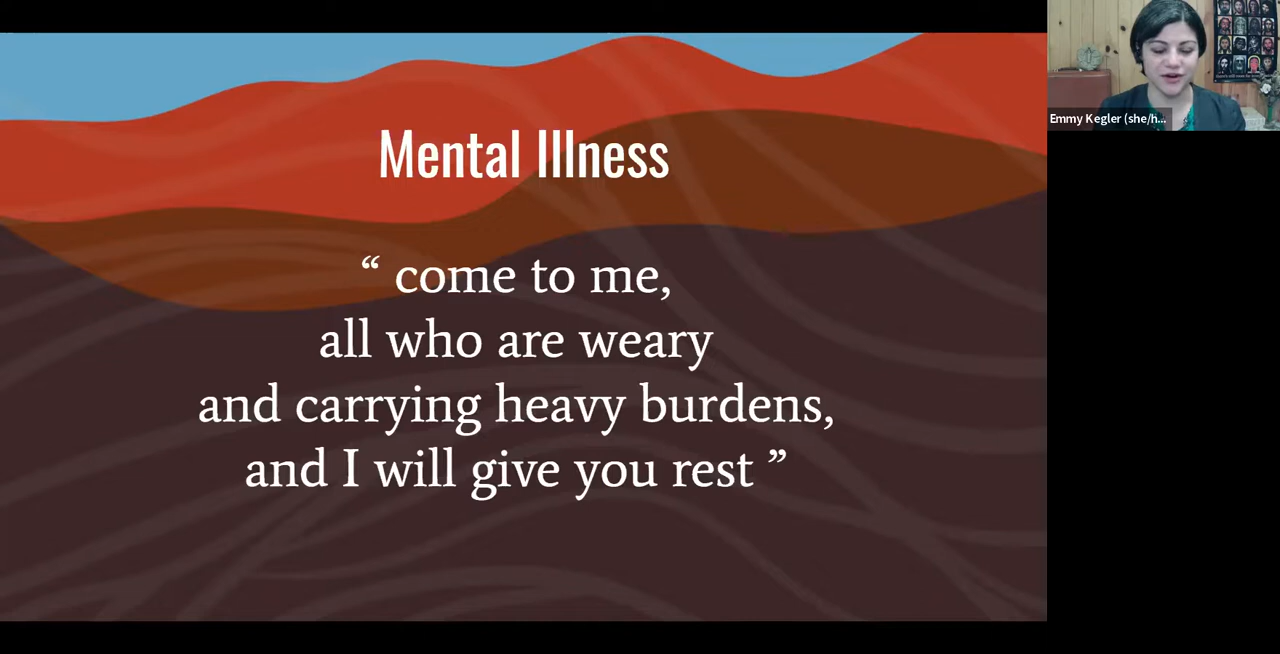 Mental Illness
“ come to me,
all who are weary
and carrying heavy burdens,
and I will give you rest ”
Emmy Kegler (she/h...